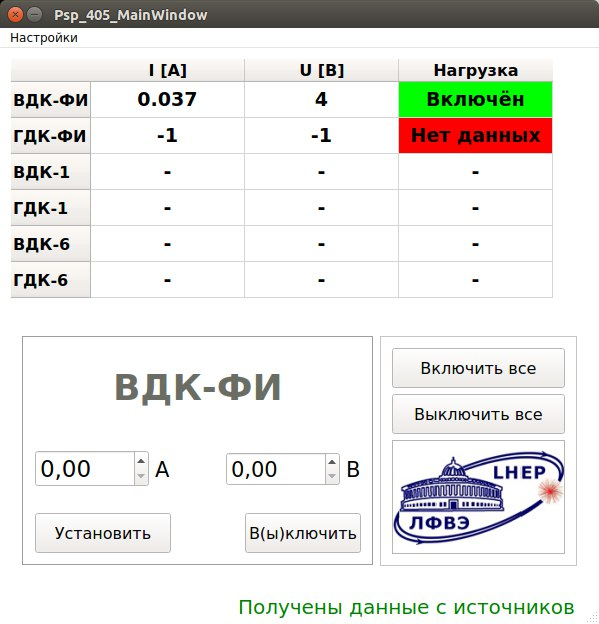 Psp_405_MainWindow
Настройки
I [A] U [B] Нагрузка
ВДК-ФИ 0.037 4 Включён
ГДК-ФИ -1 -1 Нет данных
ВДК-1 - - -
ГДК-1 - - -
ВДК-6 - - -
ГДК-6 - - -
ВДК-ФИ
0,00 А 0,00 В
Установить В(ы)ключить
Включить все
Выключить все
LHEP
ЛФВЭ
Получены данные с источников